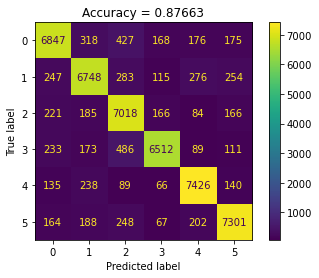 Accuracy = 0.87663
0 6847 318 427 168 176 175 7000
1 247 6748 283 115 276 254 6000
2 221 185 7018 166 84 166 5000
3 233 173 486 6512 89 111 4000
4 135 238 89 66 7426 140 3000
5 164 188 248 67 202 7301 2000
1000
0 1 2 3 4 5
Predicted label
True label